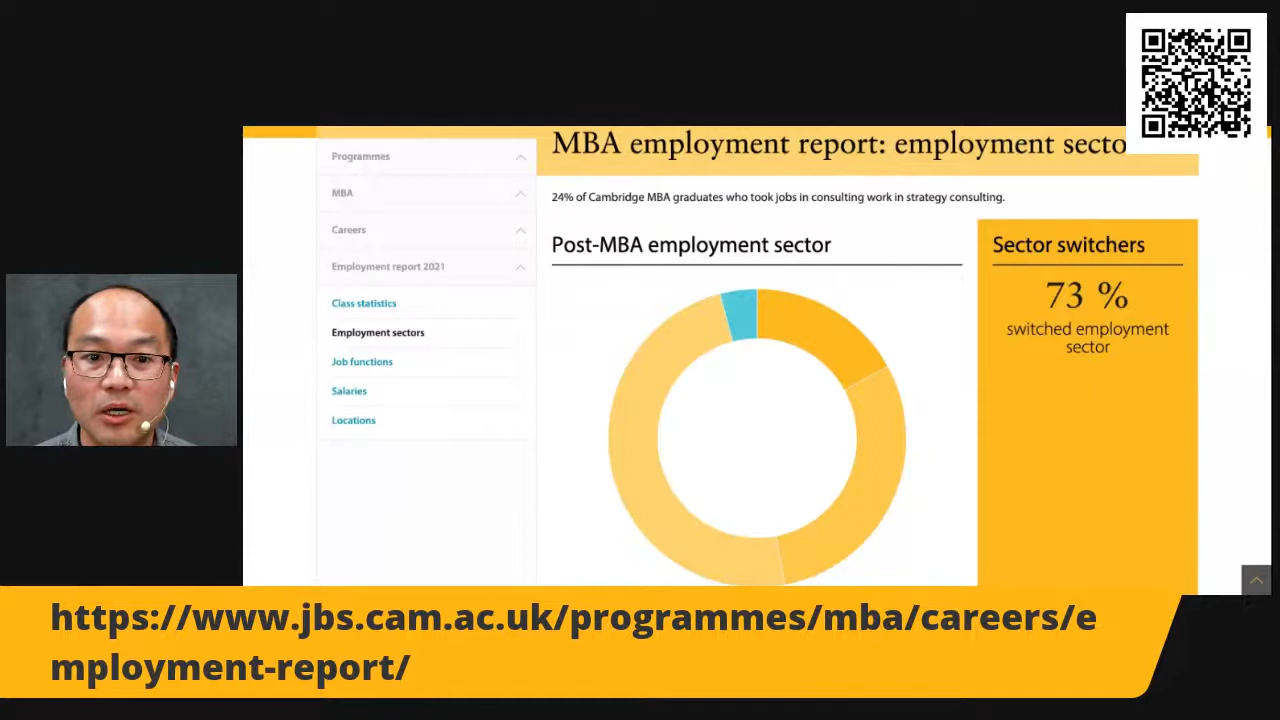 MBA employment report: employment secto
Programmes
MBA
Careers
Employment report 2021
Class statistics
Employment sectors
Job functions
Salaries
Locations
24% of Cambridge MBA graduates who took jobs in consulting work in strategy consulting.
Post-MBA employment sector
Sector switchers
73 %
switched employment
sector
https://www.jbs.cam.ac.uk/programmes/mba/careers/e
mployment-report/